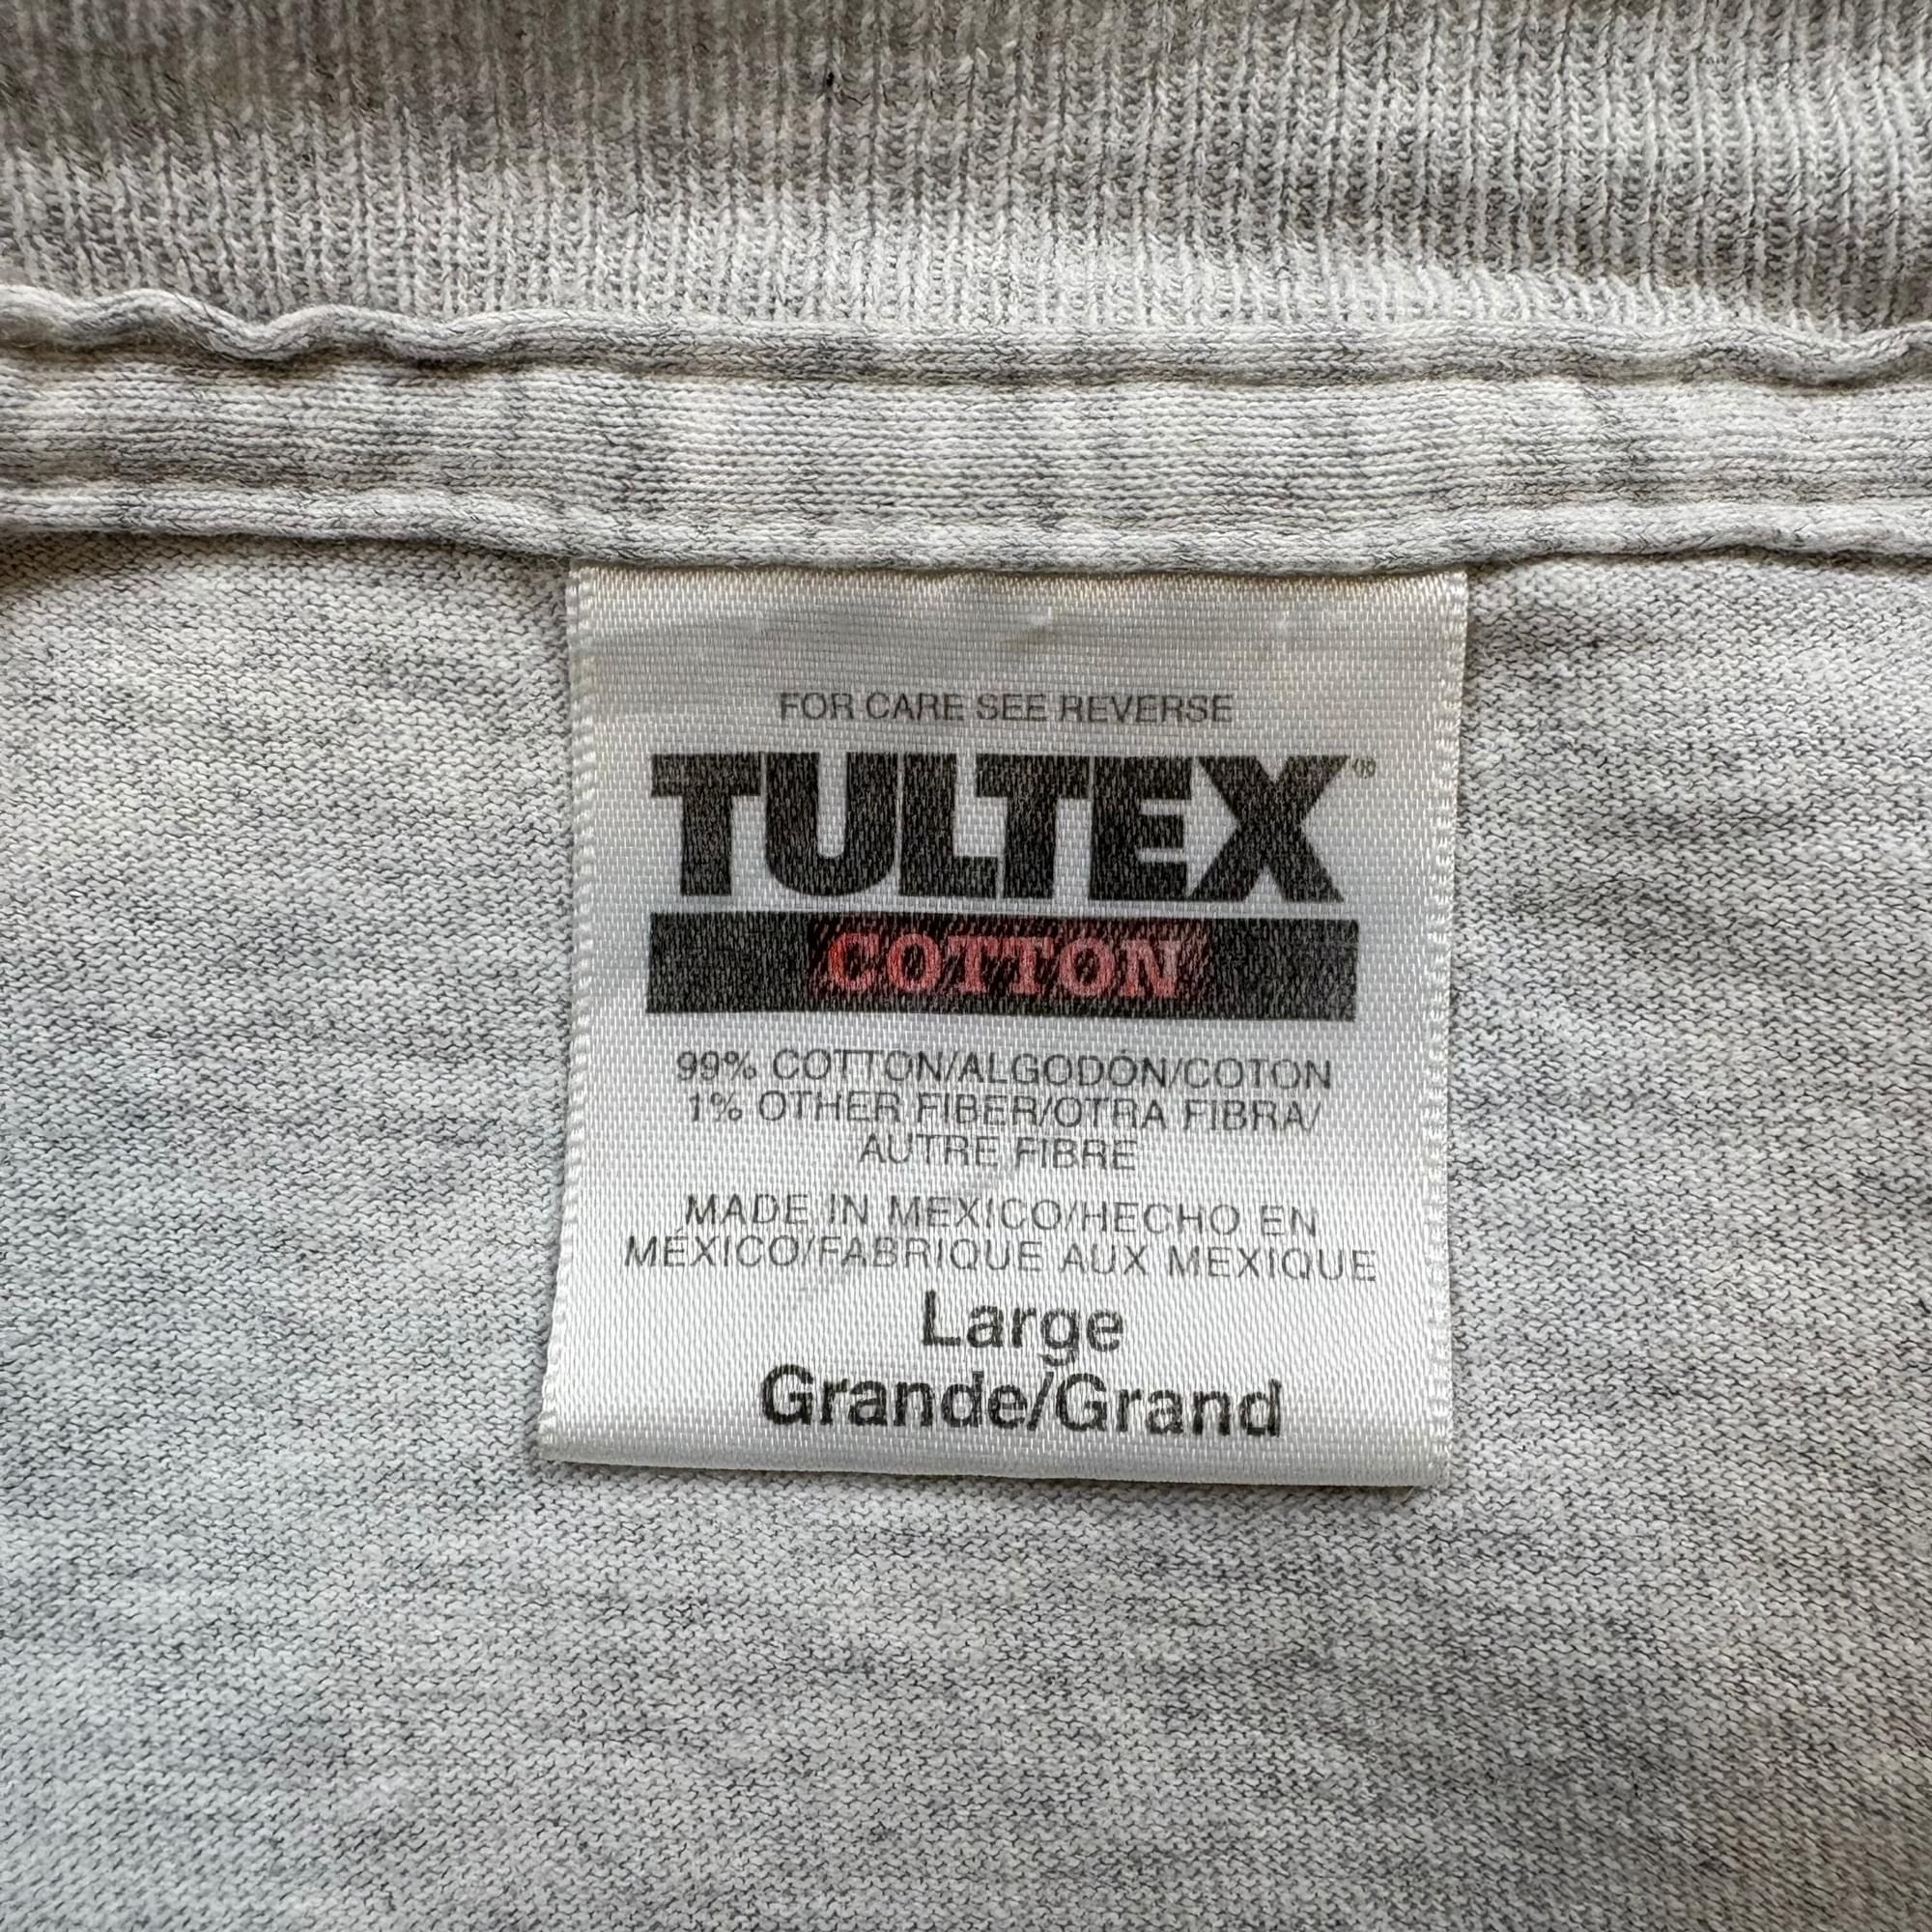 FOR CARE SEE REVERSE
TULTEX®
COTTON
99% COTTON/ALGODÓN/COTON
1% OTHER FIBER/OTRA FIBRA/
AUTRE FIBRE
MADE IN MEXICO/HECHO EN
MÉXICO/FABRIQUE AUX MEXIQUE
Large
Grande/Grand